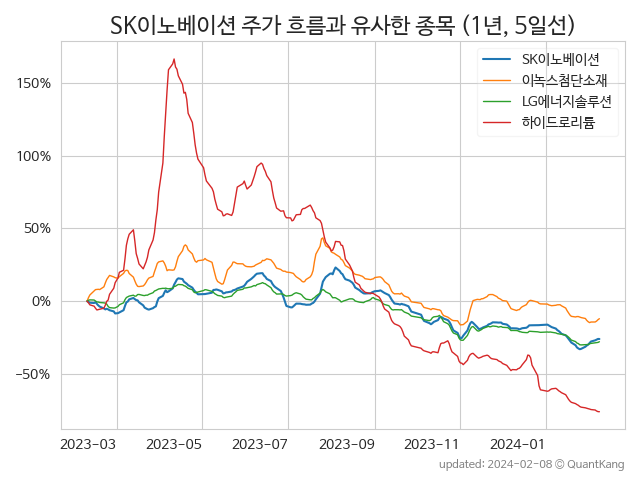 SK이노베이션 주가 흐름과 유사한 종목 (1년, 5일선)
SK이노베이션
이녹스첨단소재
LG에너지솔루션
하이드로리튬
150%
100%
50%
0%
−50%
2023-03 2023-05 2023-07 2023-09 2023-11 2024-01
updated: 2024-02-08 © QuantKang